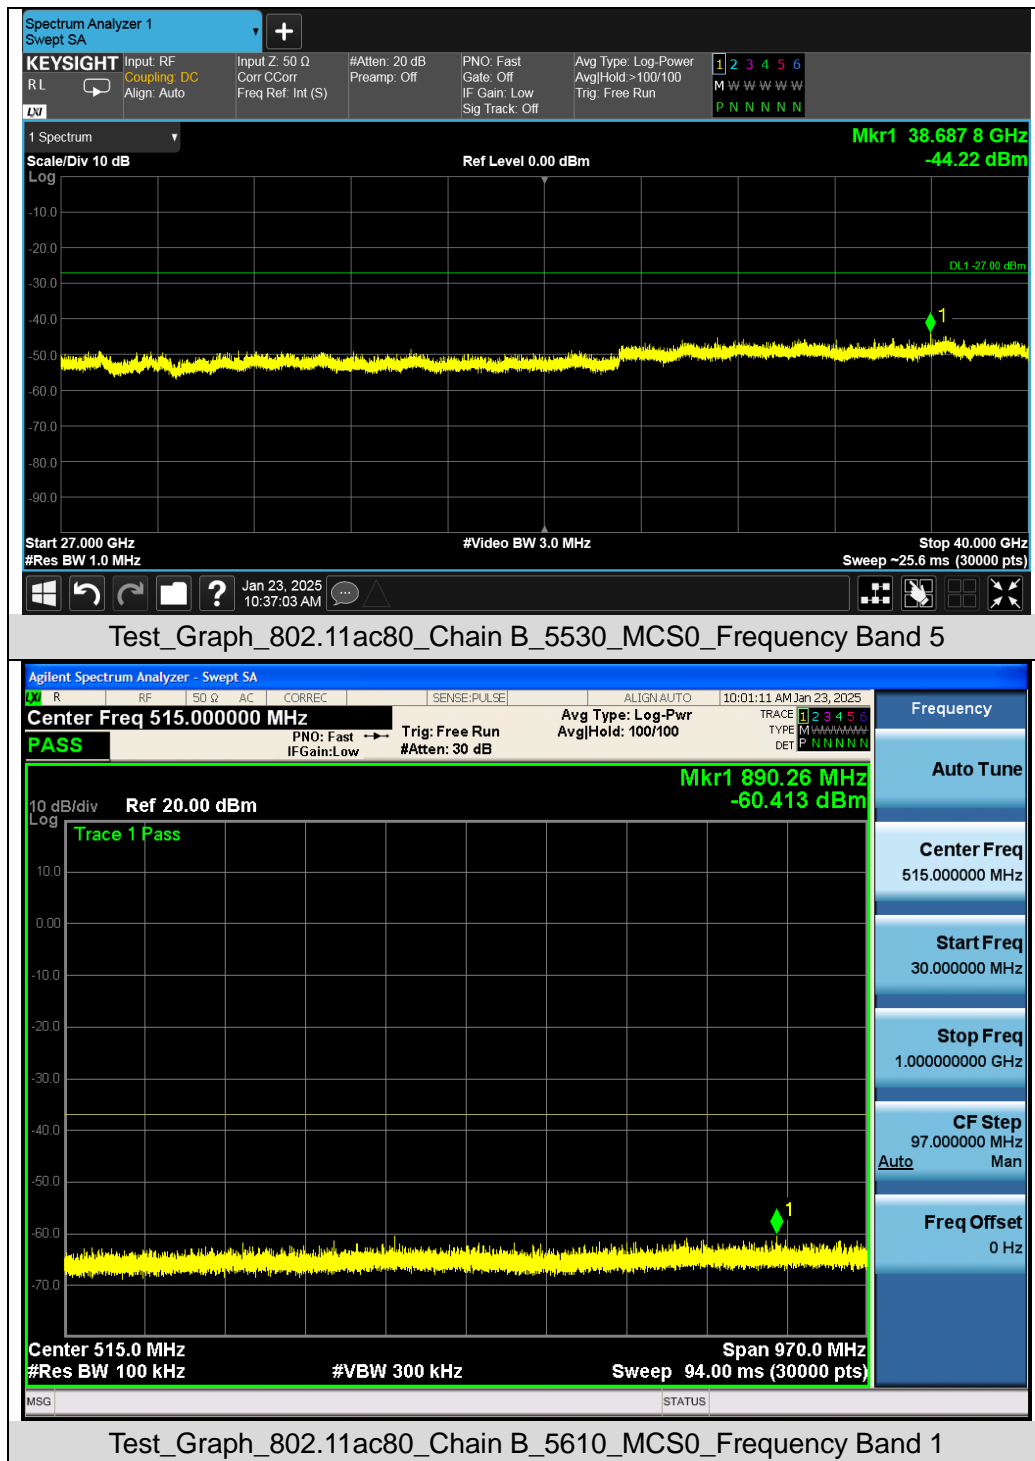 Spectrum Analyzer 1
Swept SA
+
KEYSIGHT
R L
LXI
Input: RF
Coupling: DC
Align: Auto
Input Z: 50 Ω
Corr CCorr
Freq Ref: Int (S)
#Atten: 20 dB
Preamp: Off
PNO: Fast
Gate: Off
IF Gain: Low
Sig Track: Off
Avg Type: Log-Power
Avg|Hold:>100/100
Trig: Free Run
1 2 3 4 5 6
M W W W W W
P N N N N N
1 Spectrum
Mkr1 38.687 8 GHz
Scale/Div 10 dB
Ref Level 0.00 dBm
-44.22 dBm
Log
-10.0
-20.0
DL1 -27.00 dBm
-30.0
-40.0
1
-50.0
-60.0
-70.0
-80.0
-90.0
Start 27.000 GHz
#Video BW 3.0 MHz
Stop 40.000 GHz
#Res BW 1.0 MHz
Sweep ~25.6 ms (30000 pts)
?
Jan 23, 2025
10:37:03 AM
Test_Graph_802.11ac80_Chain B_5530_MCS0_Frequency Band 5
Agilent Spectrum Analyzer - Swept SA
LXI R RF 50 Ω AC CORREC SENSE:PULSE ALIGN AUTO 10:01:11 AM Jan 23, 2025
Center Freq 515.000000 MHz
PASS
PNO: Fast
IFGain:Low
Trig: Free Run
#Atten: 30 dB
Avg Type: Log-Pwr
Avg|Hold: 100/100
TRACE 1 2 3 4 5 6
TYPE M W W W W W
DET P N N N N N
Mkr1 890.26 MHz
-60.413 dBm
10 dB/div Ref 20.00 dBm
Log
Trace 1 Pass
10.0
0.00
-10.0
-20.0
-30.0
-40.0
-50.0
1
-60.0
-70.0
Center 515.0 MHz
Span 970.0 MHz
#Res BW 100 kHz
#VBW 300 kHz
Sweep 94.00 ms (30000 pts)
MSG
STATUS
Frequency
Auto Tune
Center Freq
515.000000 MHz
Start Freq
30.000000 MHz
Stop Freq
1.000000000 GHz
CF Step
97.000000 MHz
Auto Man
Freq Offset
0 Hz
Test_Graph_802.11ac80_Chain B_5610_MCS0_Frequency Band 1